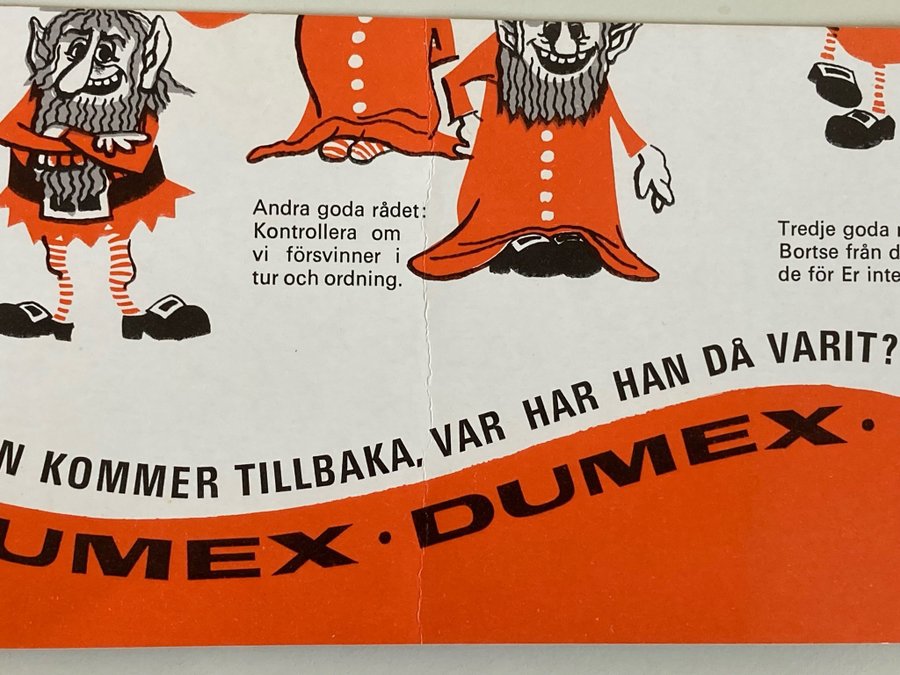 Andra goda rådet:
Kontrollera om
vi försvinner i
tur och ordning.
Tredje goda
Bortse från
de för Er
KOMMER TILLBAKA, VAR HAR HAN DÅ VARIT?
UMEX · DUMEX ·